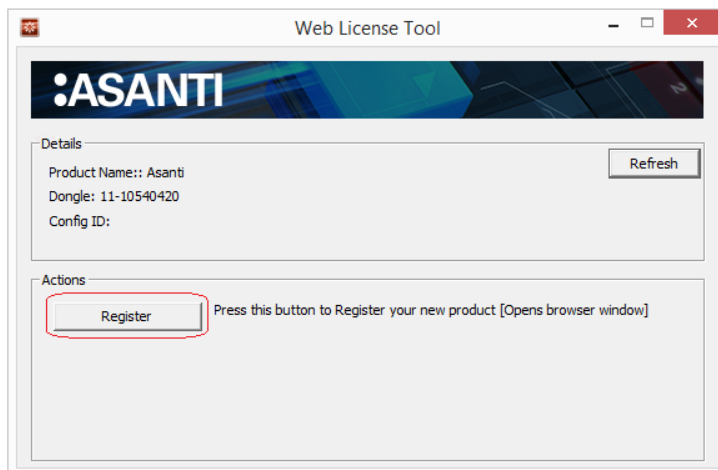 Web License Tool
:ASANTI
Details
Refresh
Product Name:: Asanti
Dongle: 11-10540420
Config ID:
Actions
Register
Press this button to Register your new product [Opens browser window]